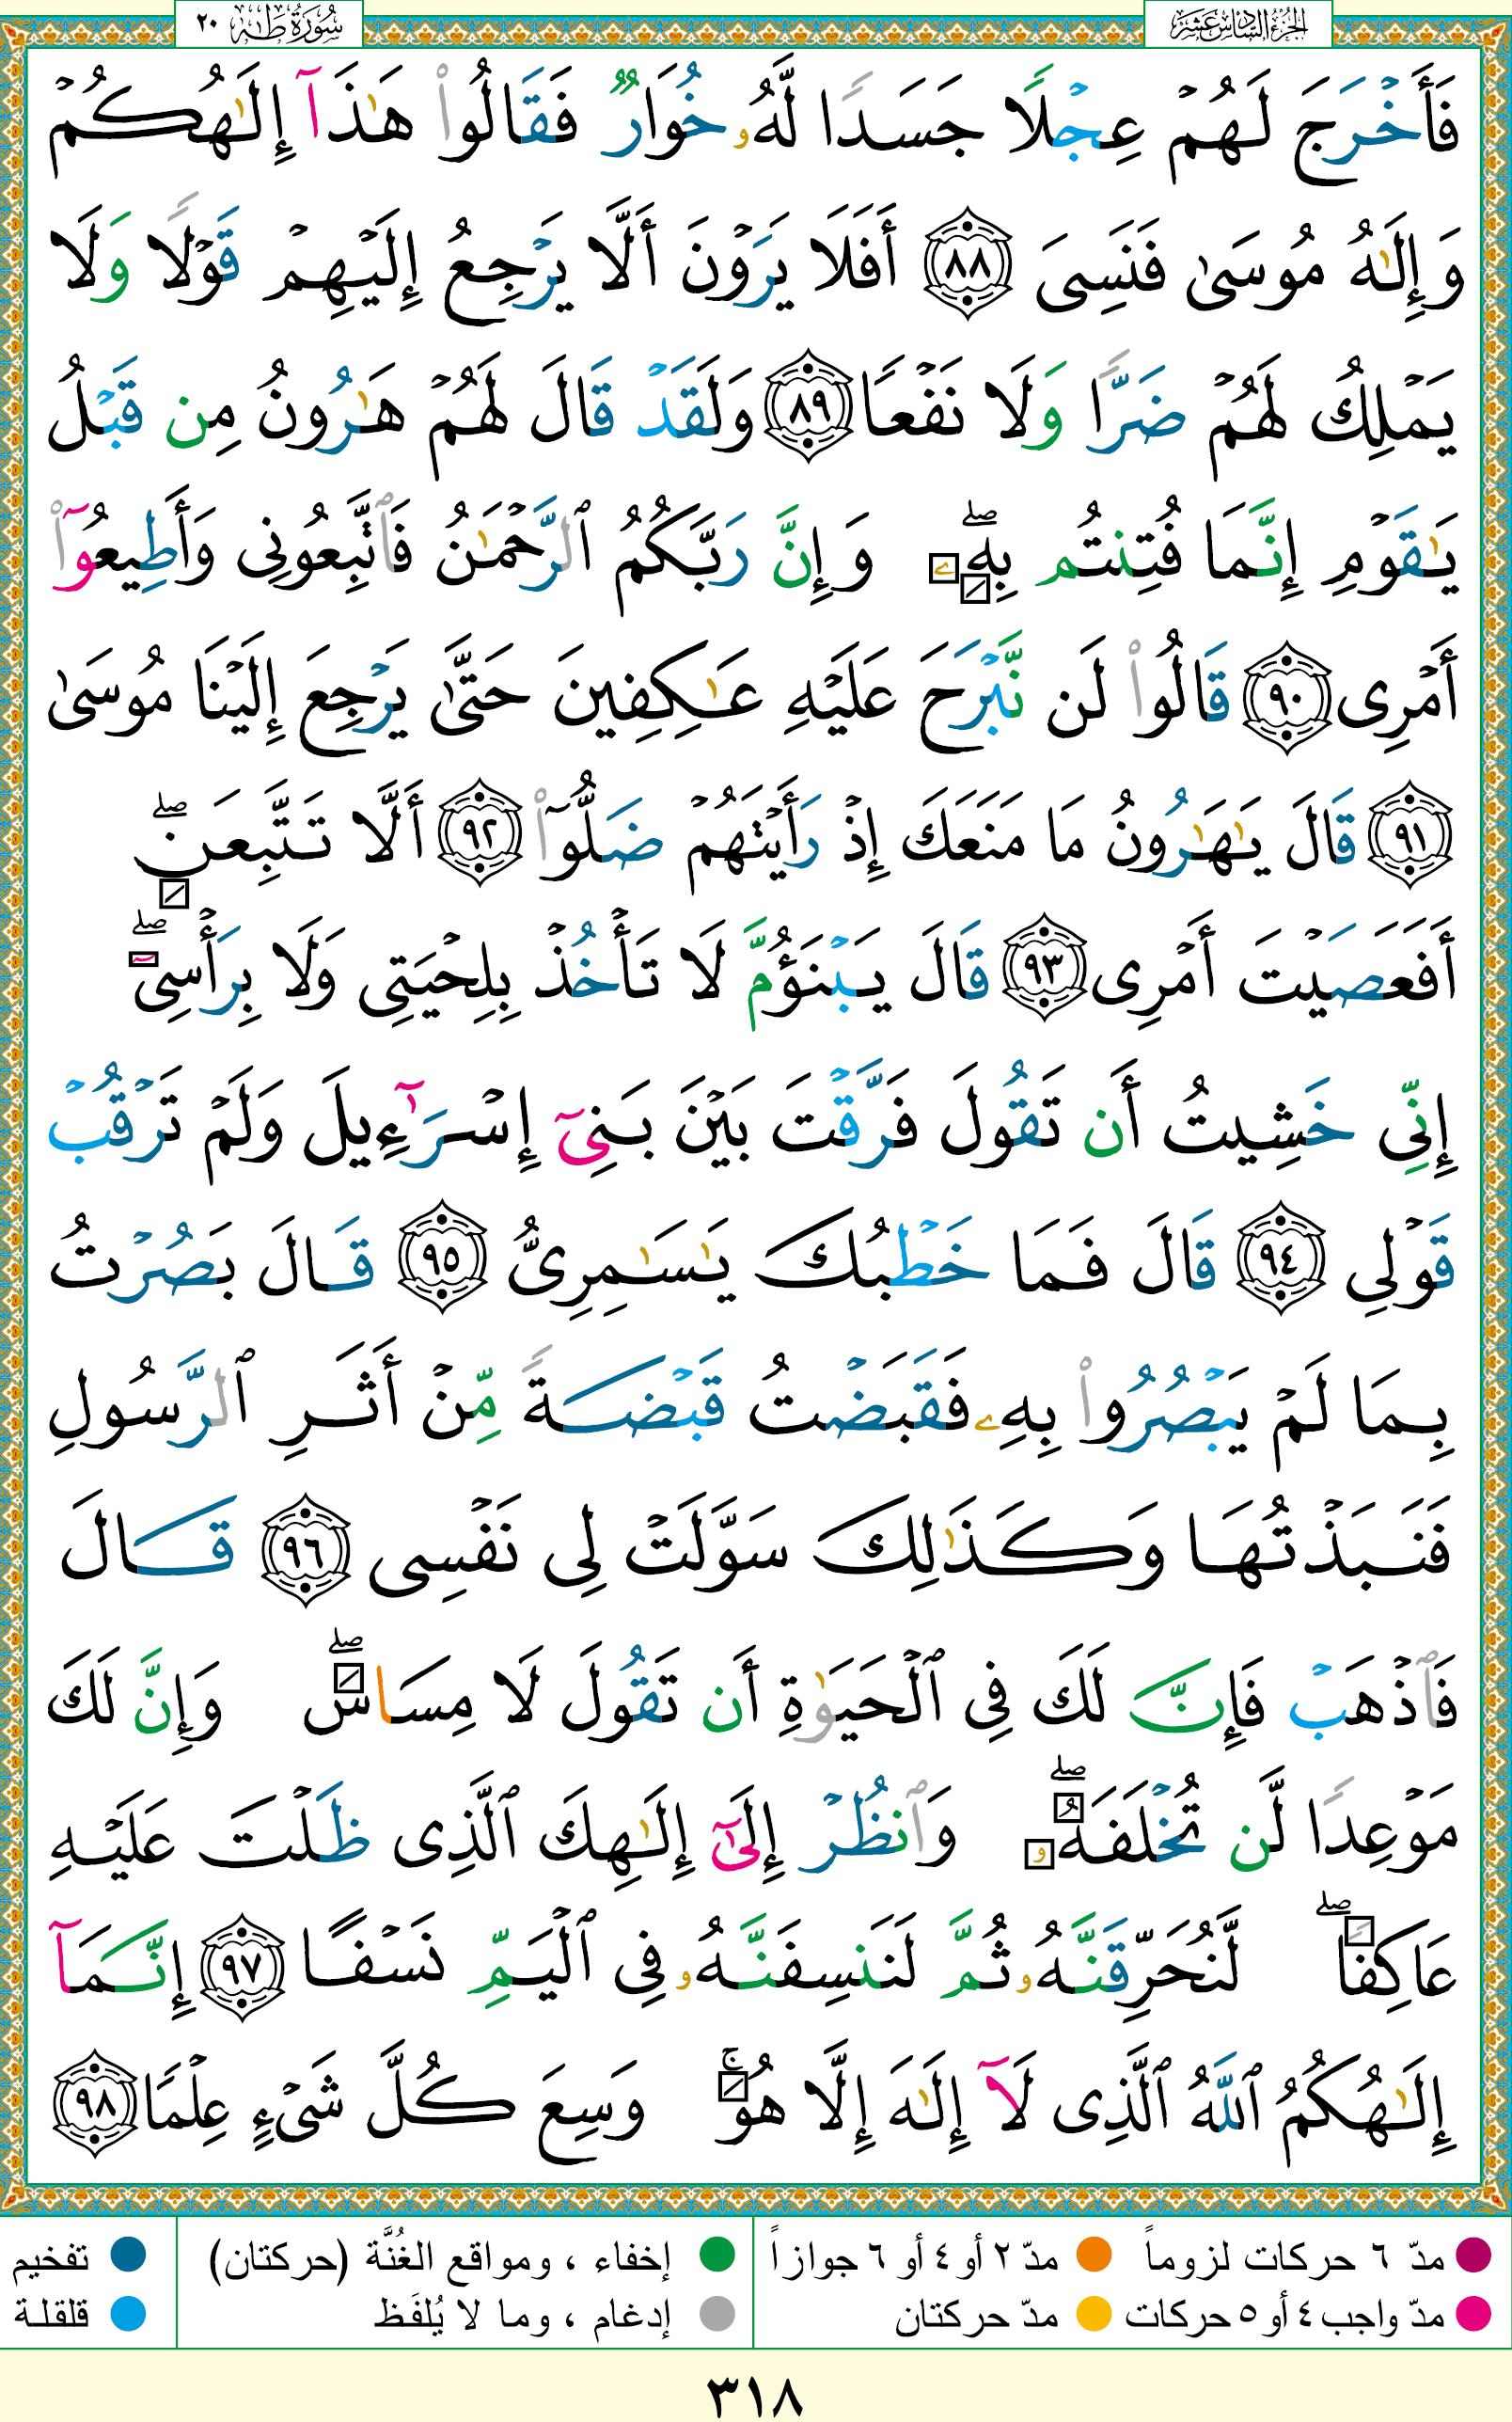 الجزء السادس عشر
سورة طه ٢٠
فَأَخْرَجَ لَهُمْ عِجْلًا جَسَدًا لَّهُۥ خُوَارٌ فَقَالُوا۟ هَـٰذَآ إِلَـٰهُكُمْ
وَإِلَـٰهُ مُوسَىٰ فَنَسِىَ ٨٨ أَفَلَا يَرَوْنَ أَلَّا يَرْجِعُ إِلَيْهِمْ قَوْلًا وَلَا
يَمْلِكُ لَهُمْ ضَرًّا وَلَا نَفْعًا ٨٩ وَلَقَدْ قَالَ لَهُمْ هَـٰرُونُ مِن قَبْلُ
يَـٰقَوْمِ إِنَّمَا فُتِنتُم بِهِۦ ۖ وَإِنَّ رَبَّكُمُ ٱلرَّحْمَـٰنُ فَٱتَّبِعُونِى وَأَطِيعُوٓا۟
أَمْرِى ٩٠ قَالُوا۟ لَن نَّبْرَحَ عَلَيْهِ عَـٰكِفِينَ حَتَّىٰ يَرْجِعَ إِلَيْنَا مُوسَىٰ
٩١ قَالَ يَـٰهَـٰرُونُ مَا مَنَعَكَ إِذْ رَأَيْتَهُمْ ضَلُّوٓا۟ ٩٢ أَلَّا تَتَّبِعَنِ ۖ
أَفَعَصَيْتَ أَمْرِى ٩٣ قَالَ يَبْنَؤُمَّ لَا تَأْخُذْ بِلِحْيَتِى وَلَا بِرَأْسِىٓ ۖ
إِنِّى خَشِيتُ أَن تَقُولَ فَرَّقْتَ بَيْنَ بَنِىٓ إِسْرَٰٓءِيلَ وَلَمْ تَرْقُبْ
قَوْلِى ٩٤ قَالَ فَمَا خَطْبُكَ يَـٰسَـٰمِرِىُّ ٩٥ قَالَ بَصُرْتُ
بِمَا لَمْ يَبْصُرُوا۟ بِهِۦ فَقَبَضْتُ قَبْضَةً مِّنْ أَثَرِ ٱلرَّسُولِ
فَنَبَذْتُهَا وَكَذَٰلِكَ سَوَّلَتْ لِى نَفْسِى ٩٦ قَالَ
فَٱذْهَبْ فَإِنَّ لَكَ فِى ٱلْحَيَوٰةِ أَن تَقُولَ لَا مِسَاسَ ۖ وَإِنَّ لَكَ
مَوْعِدًا لَّن تُخْلَفَهُۥ ۖ وَٱنظُرْ إِلَىٰٓ إِلَـٰهِكَ ٱلَّذِى ظَلْتَ عَلَيْهِ
عَاكِفًا ۖ لَّنُحَرِّقَنَّهُۥ ثُمَّ لَنَنسِفَنَّهُۥ فِى ٱلْيَمِّ نَسْفًا ٩٧ إِنَّمَآ
إِلَـٰهُكُمُ ٱللَّهُ ٱلَّذِى لَآ إِلَـٰهَ إِلَّا هُوَ ۚ وَسِعَ كُلَّ شَىْءٍ عِلْمًا ٩٨
مدّ ٦ حركات لزوماً مدّ ٢ أو ٤ أو ٦ جوازاً إخفاء ، ومواقع الغُنَّة (حركتان) تفخيم
مدّ واجب ٤ أو ٥ حركات مدّ حركتان إدغام ، وما لا يُلفَظ قلقلة
٣١٨